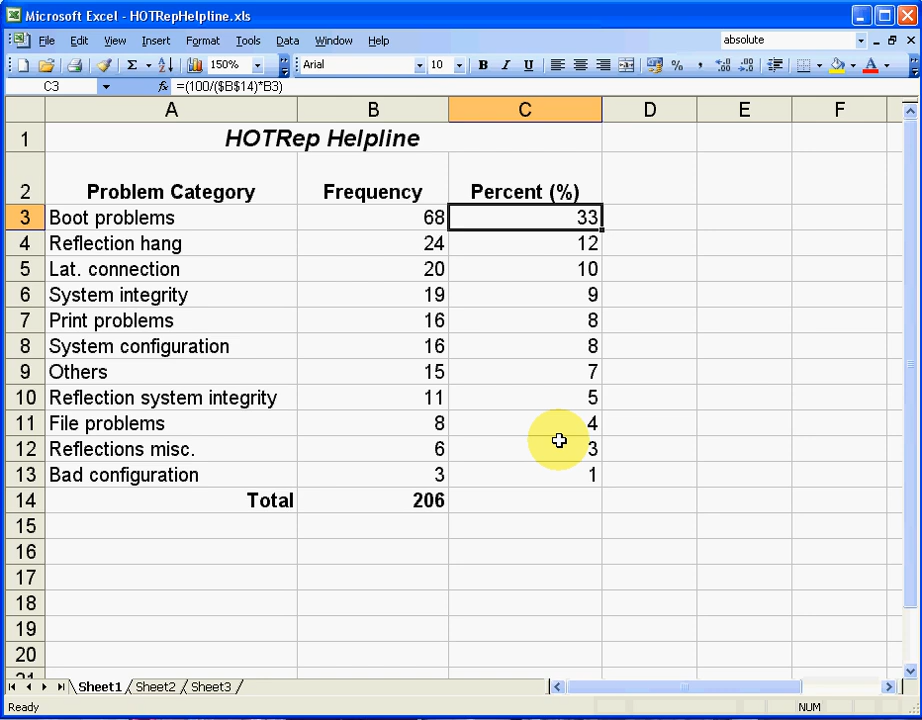 Microsoft Excel - HOTRepHelpline.xls
File Edit View Insert Format Tools Data Window Help absolute
150% Arial 10 B I U
C3 fx =(100/($B$14)*B3)
A B C D E F
1 HOTRep Helpline
2 Problem Category Frequency Percent (%)
3 Boot problems 68 33
4 Reflection hang 24 12
5 Lat. connection 20 10
6 System integrity 19 9
7 Print problems 16 8
8 System configuration 16 8
9 Others 15 7
10 Reflection system integrity 11 5
11 File problems 8 4
12 Reflections misc. 6 3
13 Bad configuration 3 1
14 Total 206
15
16
17
18
19
20
21
Sheet1 Sheet2 Sheet3
Ready NUM